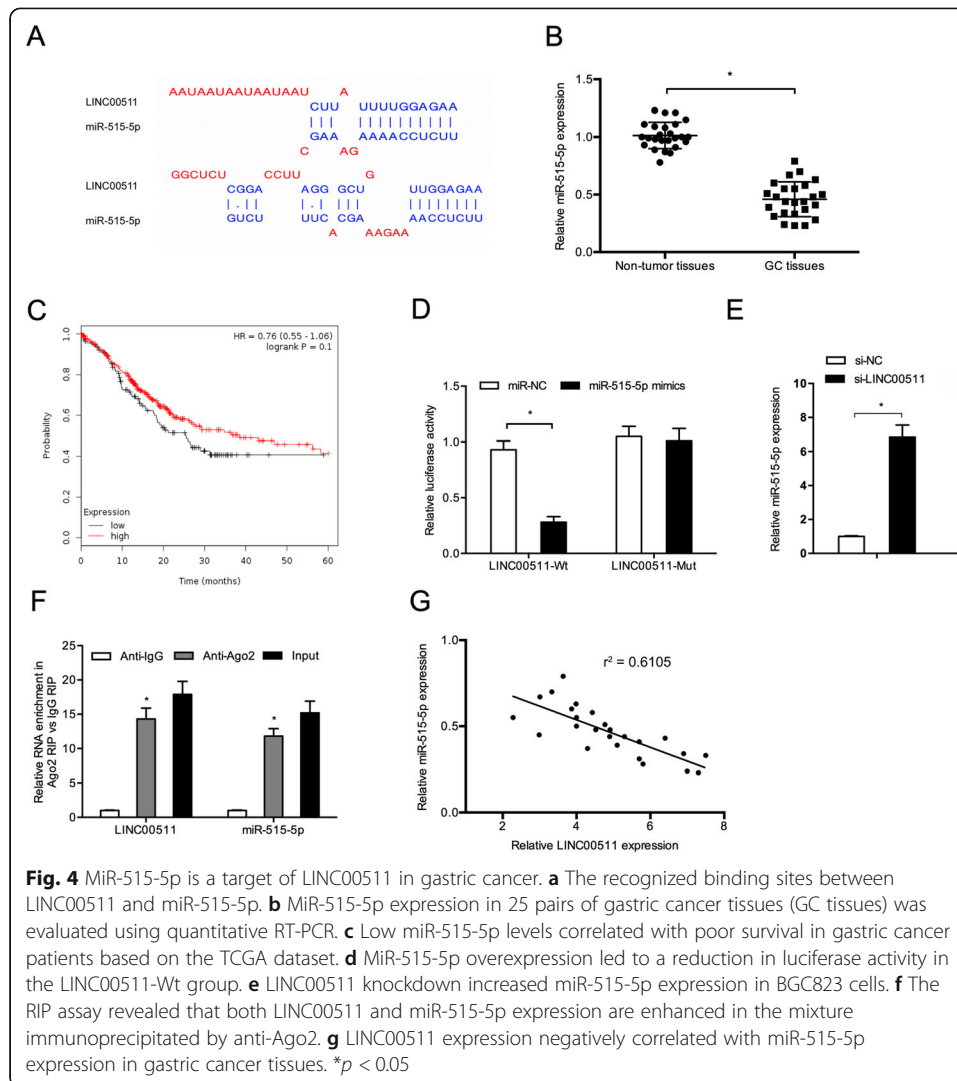 A
AAUAAUAAUAAUAAU A
LINC00511 CUU UUUUGGAGAA
miR-515-5p GAA AAAACCUCUU
C AG
GGCUCU CCUU G
LINC00511 CGGA AGG GCU UUGGAGAA
miR-515-5p GUCU UUC CGA AACCUCUU
A AAGAA
B
*
Relative miR-515-5p expression
1.5
1.0
0.5
0.0
Non-tumor tissues GC tissues
C
HR = 0.76 (0.55 - 1.06)
logrank P = 0.1
Probability
1.0
0.8
0.6
0.4
0.2
0.0
Expression
low
high
0 10 20 30 40 50 60
Time (months)
D
miR-NC miR-515-5p mimics
*
Relative luciferase activity
1.5
1.0
0.5
0.0
LINC00511-Wt LINC00511-Mut
E
si-NC
si-LINC00511
*
Relative miR-515-5p expression
8
6
4
2
0
F
Anti-IgG Anti-Ago2 Input
Relative RNA enrichment in
Ago2 RIP vs IgG RIP
25
20
15
10
5
0
* *
LINC00511 miR-515-5p
G
r² = 0.6105
Relative miR-515-5p expression
1.0
0.5
0.0
2 4 6 8
Relative LINC00511 expression
Fig. 4 MiR-515-5p is a target of LINC00511 in gastric cancer. a The recognized binding sites between
LINC00511 and miR-515-5p. b MiR-515-5p expression in 25 pairs of gastric cancer tissues (GC tissues) was
evaluated using quantitative RT-PCR. c Low miR-515-5p levels correlated with poor survival in gastric cancer
patients based on the TCGA dataset. d MiR-515-5p overexpression led to a reduction in luciferase activity in
the LINC00511-Wt group. e LINC00511 knockdown increased miR-515-5p expression in BGC823 cells. f The
RIP assay revealed that both LINC00511 and miR-515-5p expression are enhanced in the mixture
immunoprecipitated by anti-Ago2. g LINC00511 expression negatively correlated with miR-515-5p
expression in gastric cancer tissues. *p < 0.05